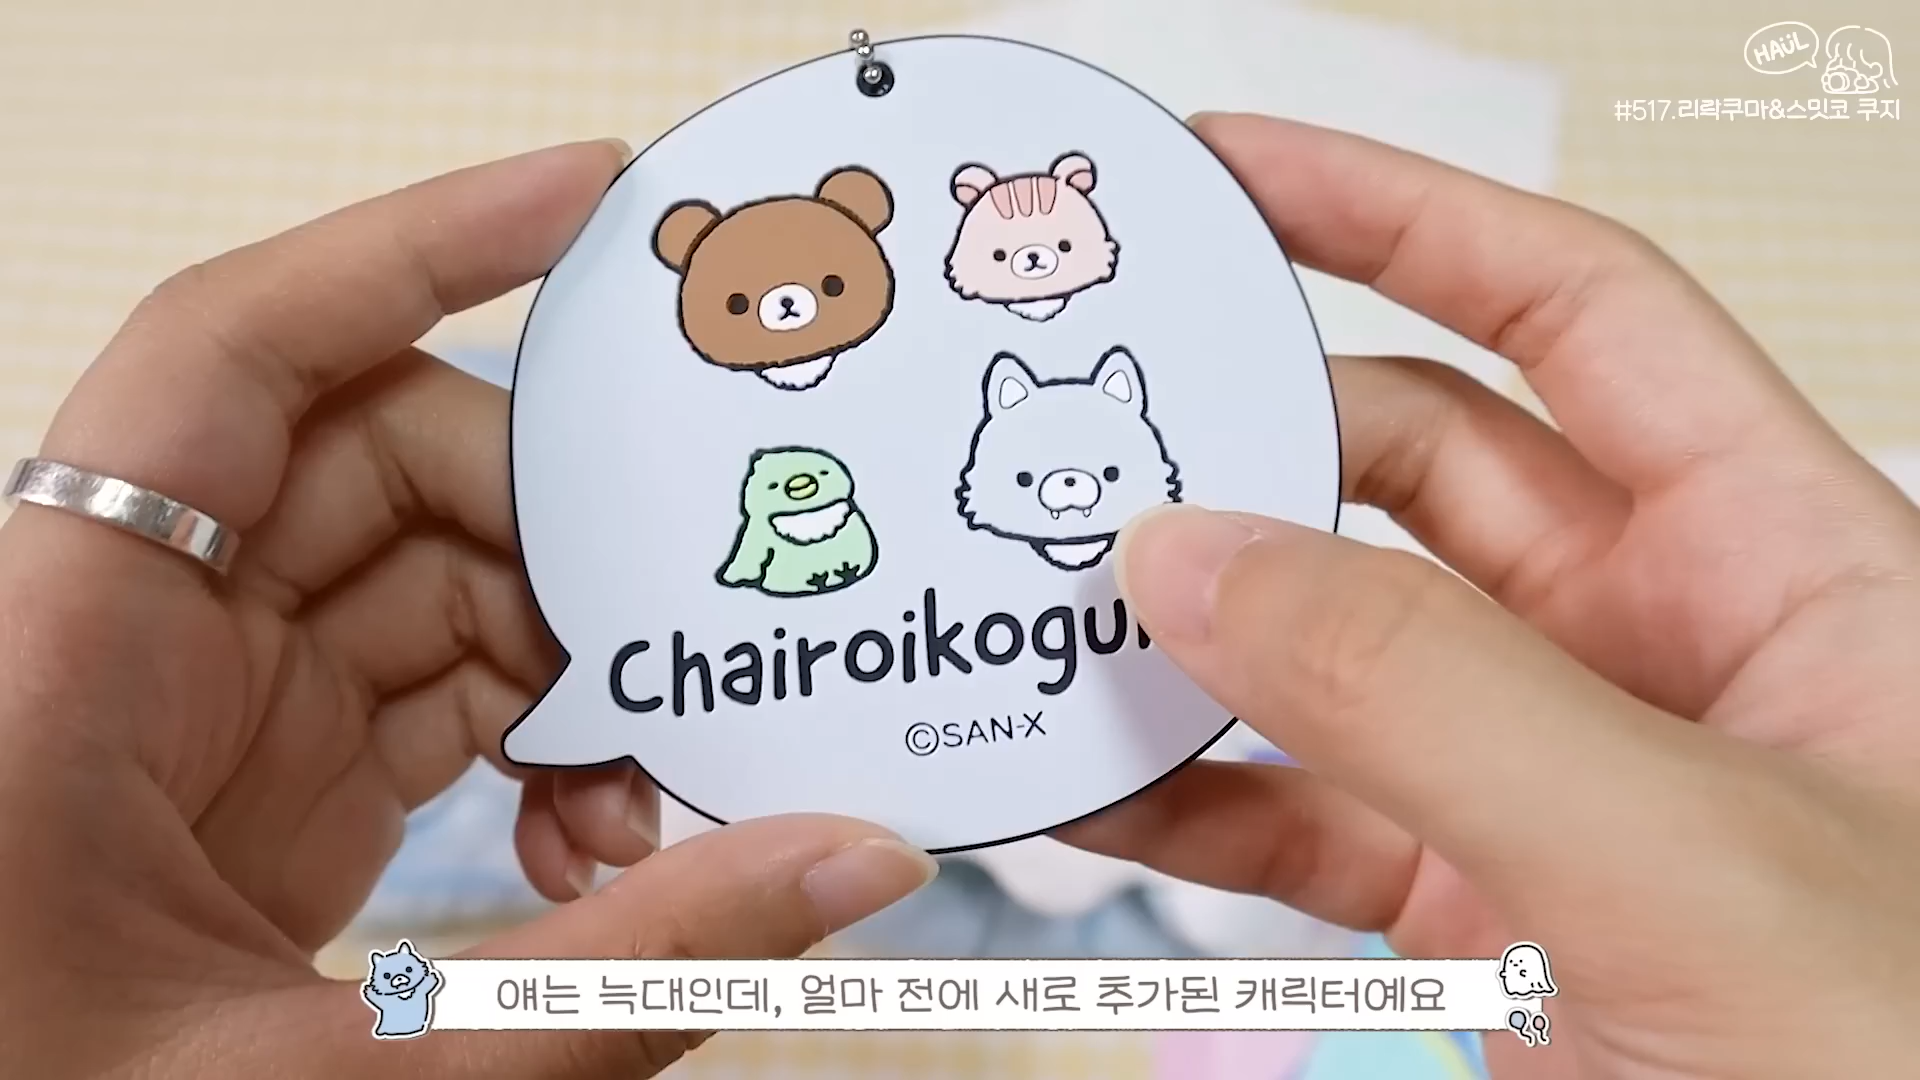 HAÜL
#517.리락쿠마&스밋코 쿠지
Chairoikogu
©SAN-X
얘는 늑대인데, 얼마 전에 새로 추가된 캐릭터예요